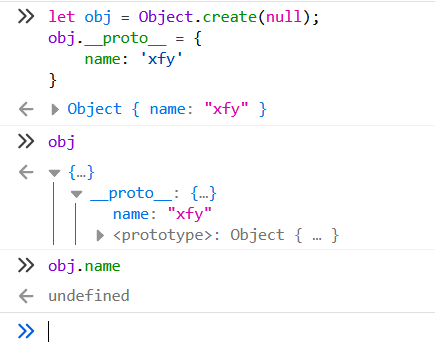 let obj = Object.create(null);
obj.__proto__ = {
name: 'xfy'
}
Object { name: "xfy" }
obj
{…}
__proto__: {…}
name: "xfy"
<prototype>: Object { … }
obj.name
undefined